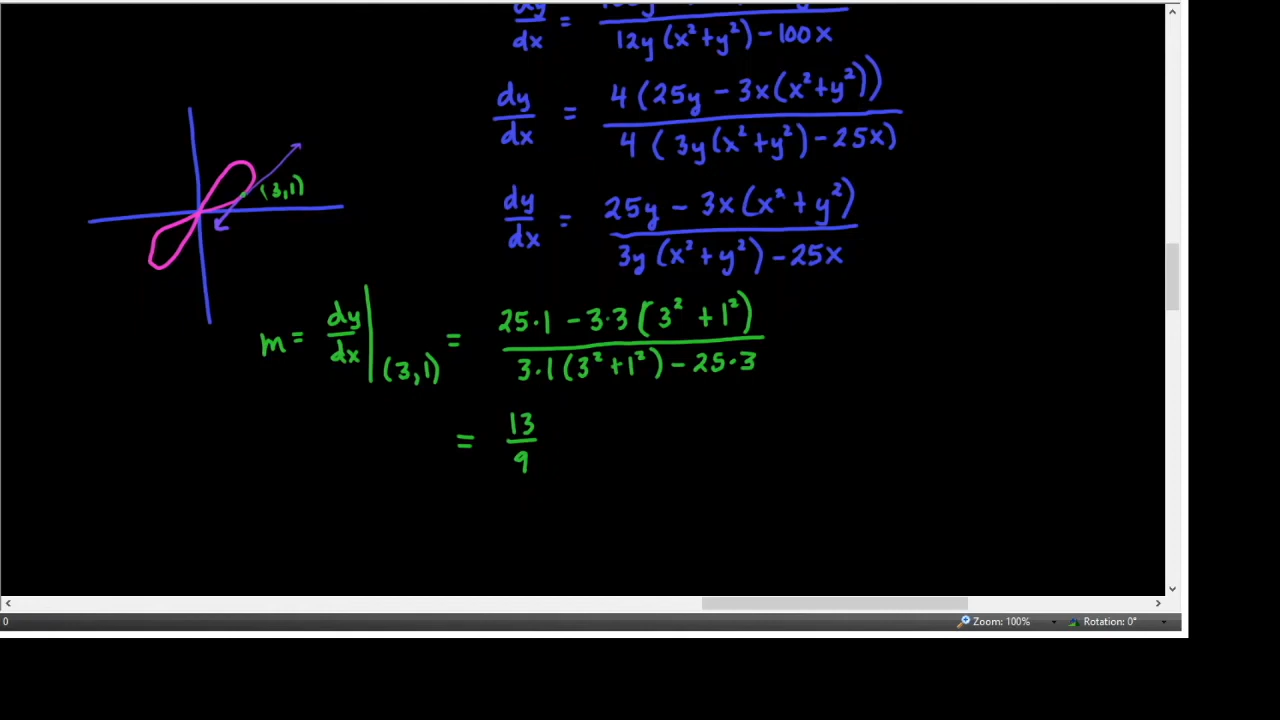 dy/dx =
12y(x²+y²) – 100x
dy/dx = 4(25y – 3x(x²+y²)) / 4(3y(x²+y²) – 25x)
dy/dx = 25y – 3x(x²+y²) / 3y(x²+y²) – 25x
(3,1)
m = dy/dx |(3,1) = 25·1 – 3·3(3²+1²) / 3·1(3²+1²) – 25·3
= 13/9
0
Zoom: 100%
Rotation: 0°